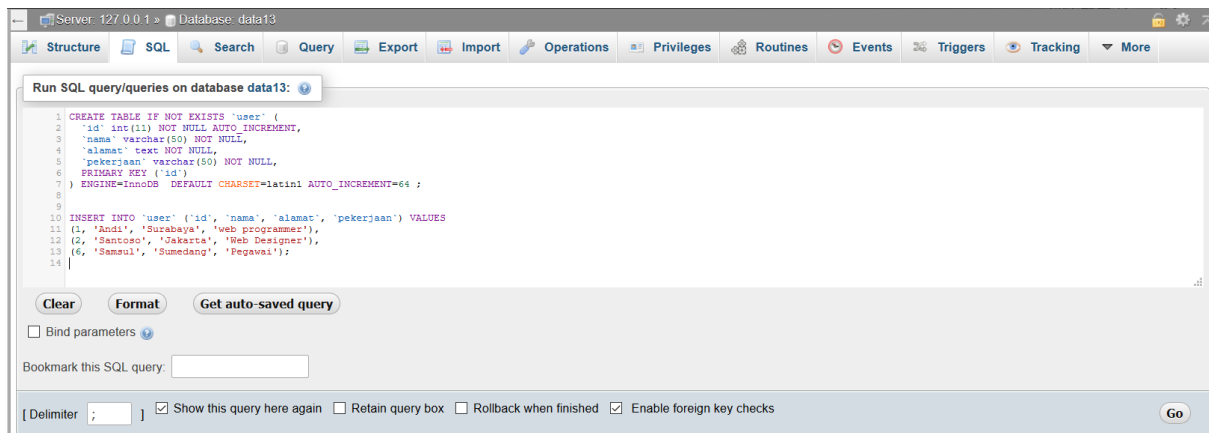 Server: 127.0.0.1 » Database: data13
Structure SQL Search Query Export Import Operations Privileges Routines Events Triggers Tracking More
Run SQL query/queries on database data13:
1 CREATE TABLE IF NOT EXISTS `user` (
2 `id` int(11) NOT NULL AUTO_INCREMENT,
3 `nama` varchar(50) NOT NULL,
4 `alamat` text NOT NULL,
5 `pekerjaan` varchar(50) NOT NULL,
6 PRIMARY KEY (`id`)
7 ) ENGINE=InnoDB  DEFAULT CHARSET=latin1 AUTO_INCREMENT=64 ;
8
9
10 INSERT INTO `user` (`id`, `nama`, `alamat`, `pekerjaan`) VALUES
11 (1, 'Andi', 'Surabaya', 'web programmer'),
12 (2, 'Santoso', 'Jakarta', 'Web Designer'),
13 (6, 'Samsul', 'Sumedang', 'Pegawai');
14
Clear Format Get auto-saved query
Bind parameters
Bookmark this SQL query:
[ Delimiter ; ] Show this query here again Retain query box Rollback when finished Enable foreign key checks Go